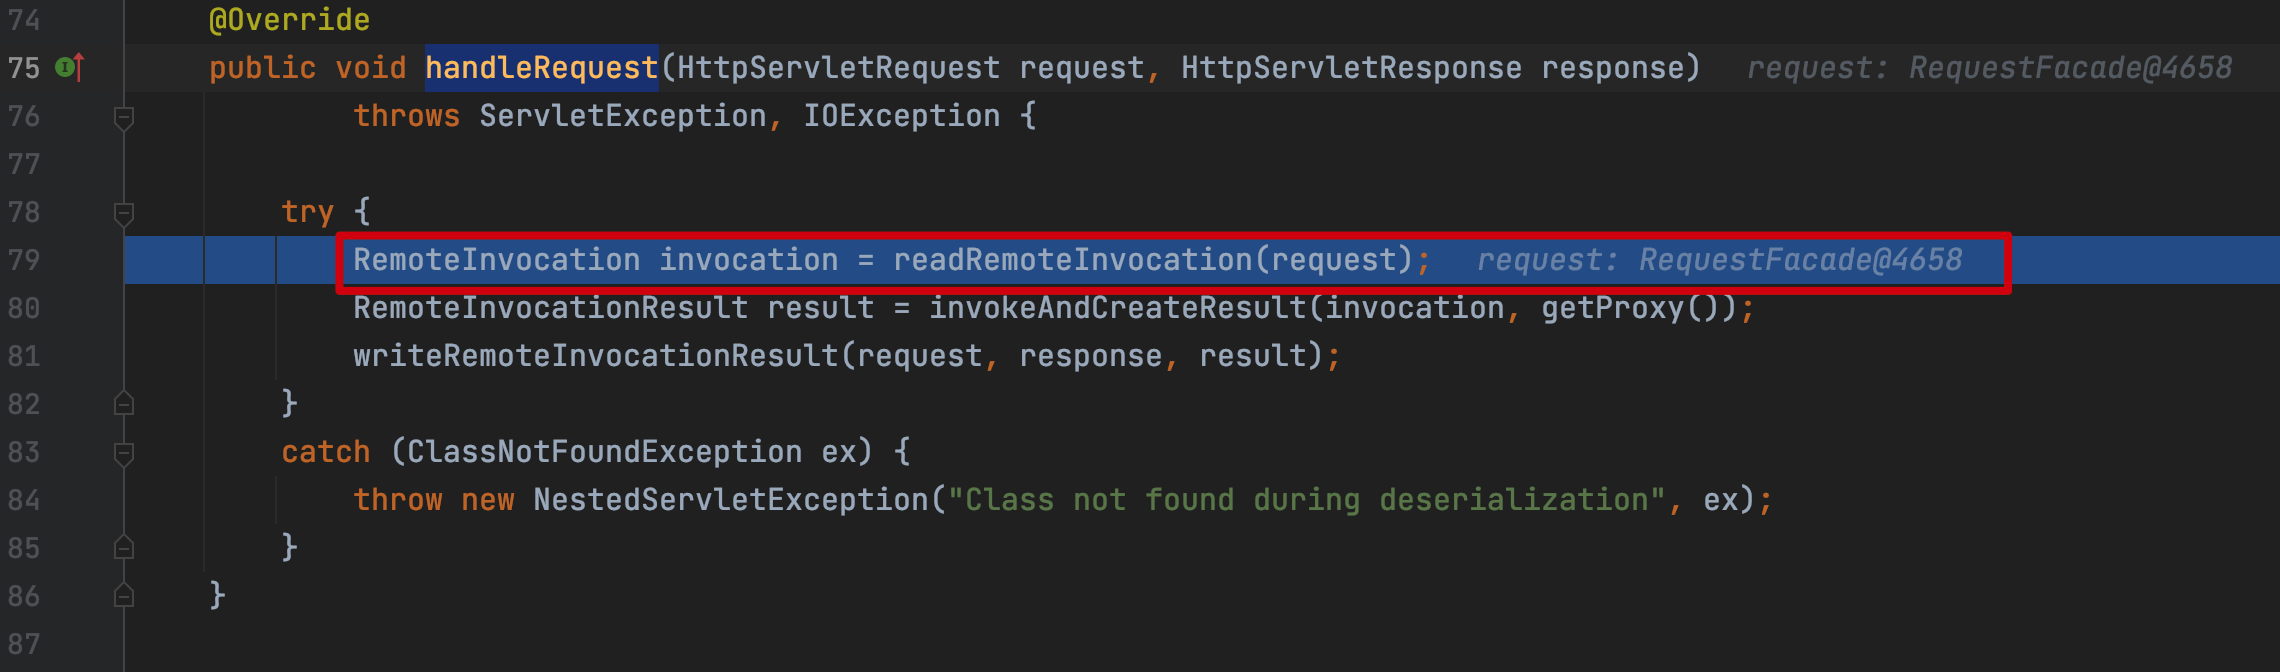 74 @Override
75 public void handleRequest(HttpServletRequest request, HttpServletResponse response) request: RequestFacade@4658
76 throws ServletException, IOException {
77
78 try {
79 RemoteInvocation invocation = readRemoteInvocation(request); request: RequestFacade@4658
80 RemoteInvocationResult result = invokeAndCreateResult(invocation, getProxy());
81 writeRemoteInvocationResult(request, response, result);
82 }
83 catch (ClassNotFoundException ex) {
84 throw new NestedServletException("Class not found during deserialization", ex);
85 }
86 }
87